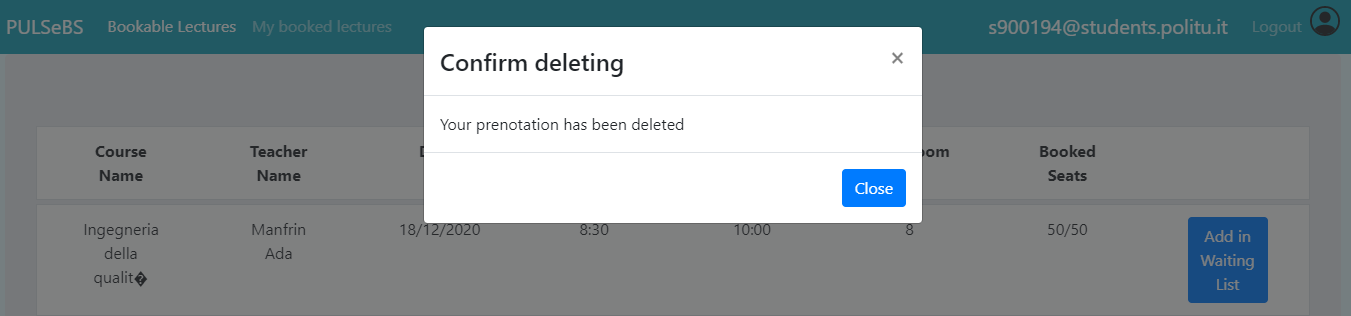 PULSeBS Bookable Lectures My booked lectures s900194@students.politu.it Logout
Confirm deleting ×
Your prenotation has been deleted
Close
Course Name
Teacher Name
Booked Seats
Ingegneria della qualit�
Manfrin Ada
18/12/2020
8:30
10:00
8
50/50
Add in Waiting List